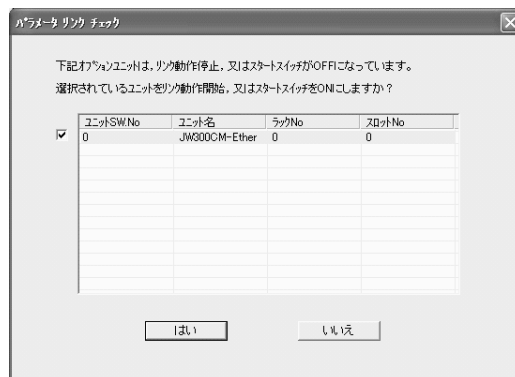 パラメータ リンク チェック
下記オプションユニットは，リンク動作停止，又はスタートスイッチがOFFになっています。
選択されているユニットをリンク動作開始，又はスタートスイッチをONにしますか？
ユニットSW.No ユニット名 ラックNo スロットNo
0 JW300CM-Ether 0 0
はい いいえ